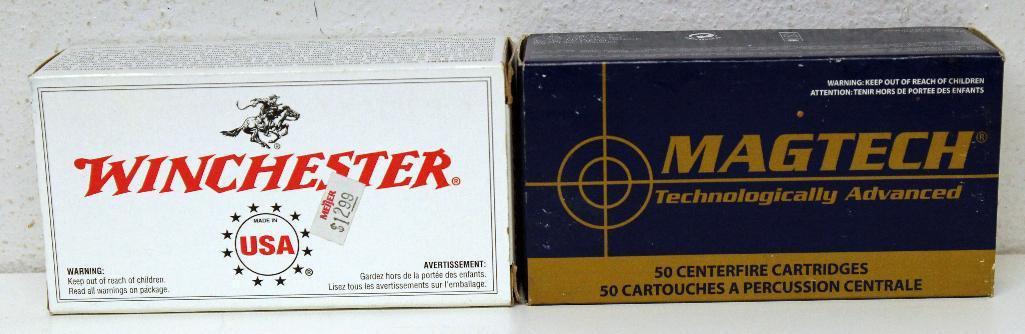 WINCHESTER®
MEIJER
$12.99
MADE IN
USA
®
WARNING:
Keep out of reach of children.
Read all warnings on package.
AVERTISSEMENT:
Gardez hors de la portée des enfants.
Lisez tous les avertissements sur l'emballage.
WARNING: KEEP OUT OF REACH OF CHILDREN
ATTENTION: TENIR HORS DE PORTEE DES ENFANTS
MAGTECH®
Technologically Advanced
50 CENTERFIRE CARTRIDGES
50 CARTOUCHES A PERCUSSION CENTRALE